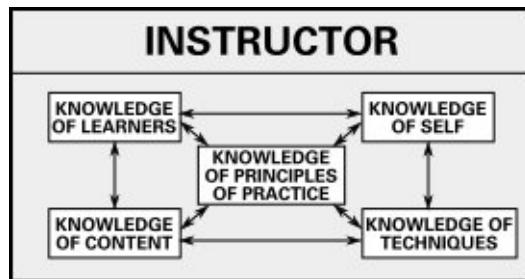 INSTRUCTOR
KNOWLEDGE
OF LEARNERS
KNOWLEDGE
OF SELF
KNOWLEDGE
OF PRINCIPLES
OF PRACTICE
KNOWLEDGE
OF CONTENT
KNOWLEDGE OF
TECHNIQUES